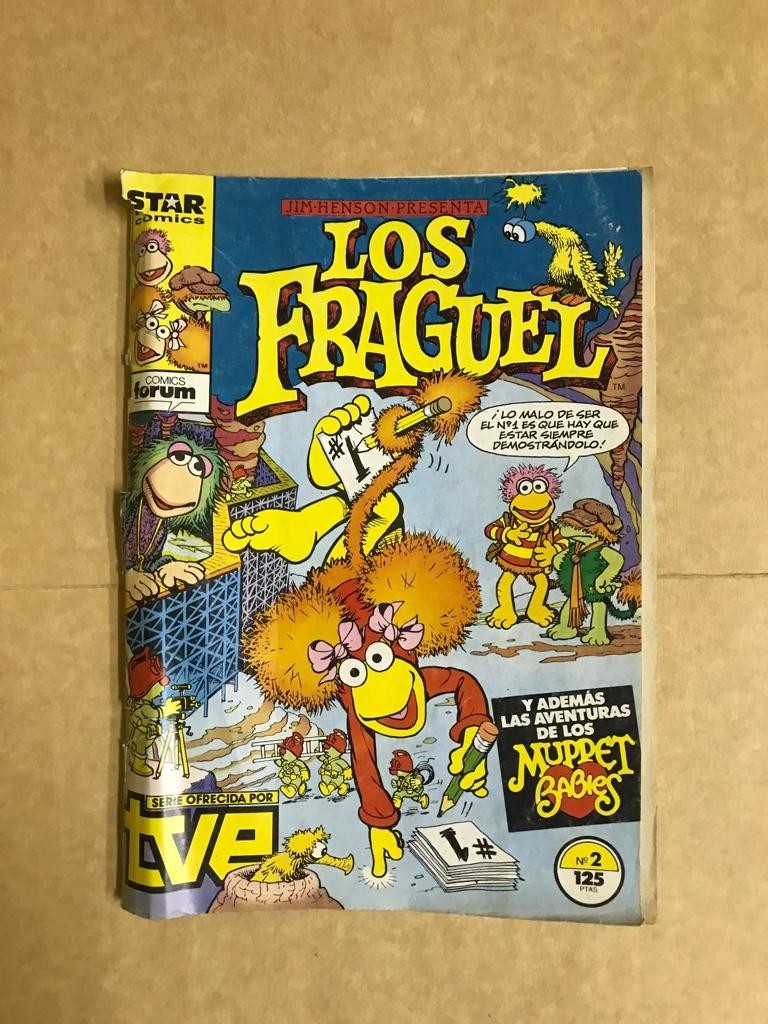 STAR
comics
JIM·HENSON·PRESENTA
LOS
FRAGUEL
TM
TM
COMICS
forum
#1
¡LO MALO DE SER
EL Nº1 ES QUE HAY QUE
ESTAR SIEMPRE
DEMOSTRÁNDOLO!
Y ADEMÁS
LAS AVENTURAS
DE LOS
MUPPET
BABIES
SERIE OFRECIDA POR
tve
#1
Nº 2
125
PTAS